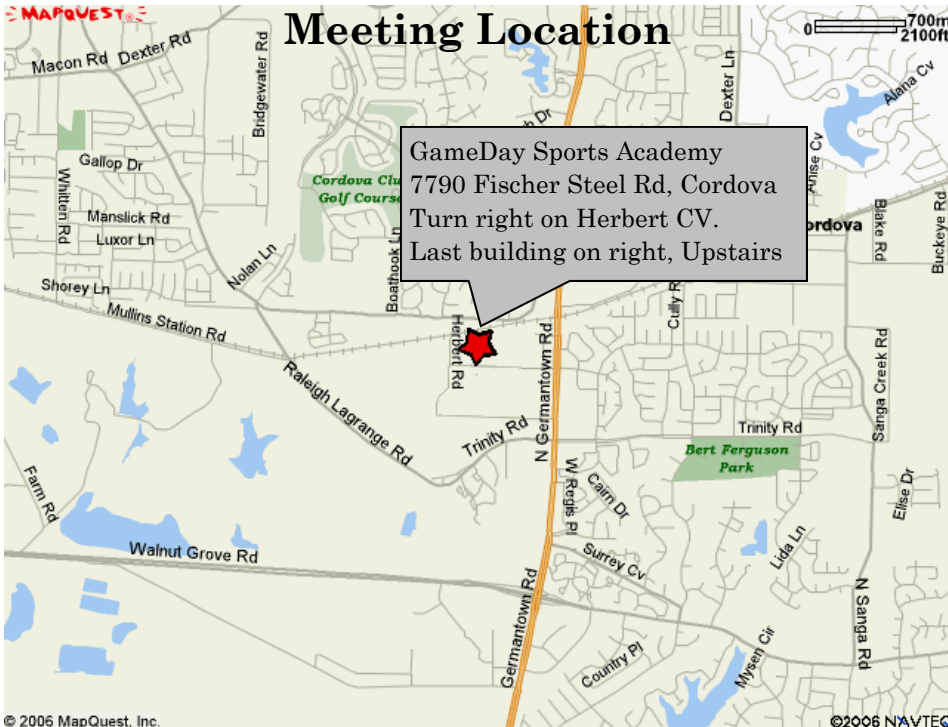 MAPQUEST
Meeting Location
0 700m
2100ft
Macon Rd
Dexter Rd
Bridgewater Rd
Dexter Ln
Alana Cv
Gallop Dr
Whitten Rd
Manslick Rd
Luxor Ln
Nolan Ln
Cordova Clu
Golf Course
Boathook Ln
GameDay Sports Academy
7790 Fischer Steel Rd, Cordova
Turn right on Herbert CV.
Last building on right, Upstairs
Anise Cv
ordova
Blake Rd
Buckeye Rd
Shorey Ln
Mullins Station Rd
Herbert Rd
Cully R
N Germantown Rd
Sanga Creek Rd
Raleigh Lagrange Rd
Trinity Rd
Trinity Rd
Bert Ferguson
Park
Farm Rd
W Regis Pl
Cairn Dr
Elise Dr
Lida Ln
Walnut Grove Rd
Surrey Cv
Germantown Rd
N Sanga Rd
Country Pl
Mysen Cir
© 2006 MapQuest, Inc.
©2006 NAVTEQ